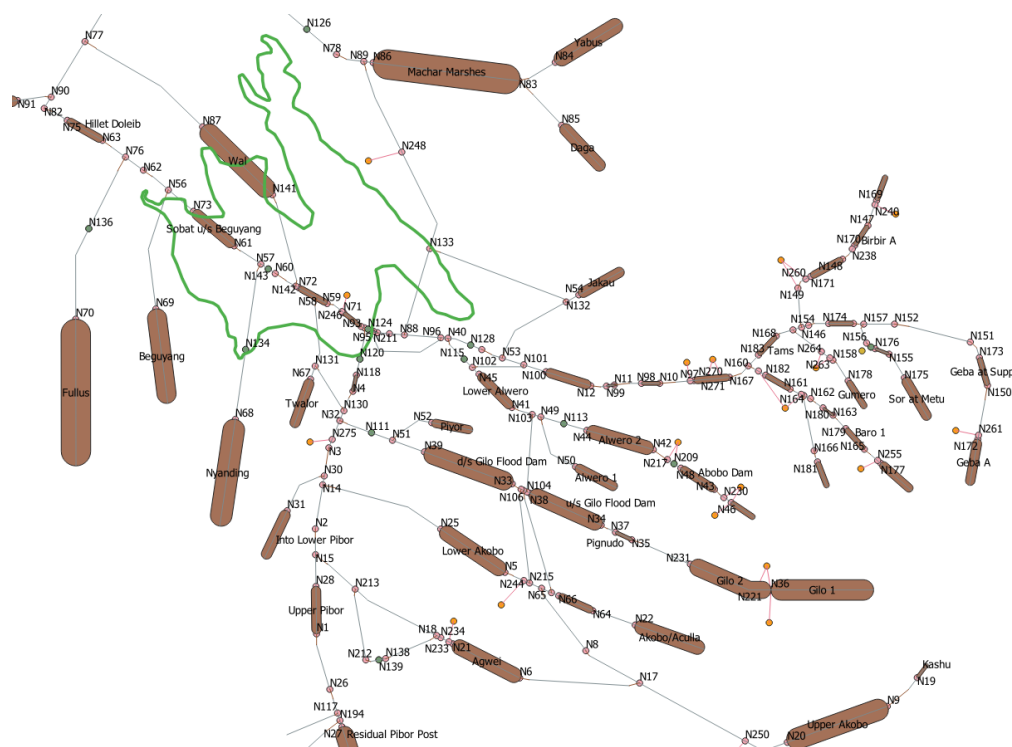 N126
N77
N78
N89
N86
Machar Marshes
Yabus
N84
N83
N91
N90
N82
N75
Hillet Doleib
N63
N87
N85
Daga
N76
N62
N56
Wal
N141
N248
N136
N73
Sobat u/s Beguyang
N61
N133
N169
N240
N147
N170
Birbir A
N238
N57
N143
N60
N142
N72
N58
N59
N246
N71
N54
Jakau
N132
N260
N148
N171
N149
N70
Fullus
N69
Beguyang
N134
N93
N95
N124
N211
N88
N96
N40
N128
N115
N102
N53
N101
N100
N120
N118
N4
N131
N67
Twalor
N130
N45
Lower Alwero
N12
N11
N99
N98
N10
N97
N270
N271
N160
N167
N183
N168
Tams
N154
N146
N174
N157
N152
N264
N263
N158
N156
N176
N155
N178
Gumero
N175
Sor at Metu
N151
N173
Geba at Supp
N150
N182
N161
N164
N162
N180
N163
N179
N165
Baro 1
N166
N181
N255
N177
N261
N172
Geba A
N68
Nyanding
N32
N275
N3
N111
N51
N52
Piyor
N41
N103
N49
N113
N44
Alwero 2
N42
N217
N209
N48
N43
Abobo Dam
N230
N46
N39
d/s Gilo Flood Dam
N33
N106
N104
N38
u/s Gilo Flood Dam
N50
Alwero 1
N34
N37
Pignudo
N35
N30
N14
N31
Into Lower Pibor
N2
N15
N25
Lower Akobo
N5
N244
N215
N65
N66
N64
N231
Gilo 2
N221
N36
Gilo 1
N28
Upper Pibor
N1
N213
N22
Akobo/Aculla
N18
N234
N233
N21
Agwei
N6
N212
N138
N139
N8
N17
N26
N117
N194
N27
Residual Pibor Post
N250
N20
Upper Akobo
N9
N19
Kashu